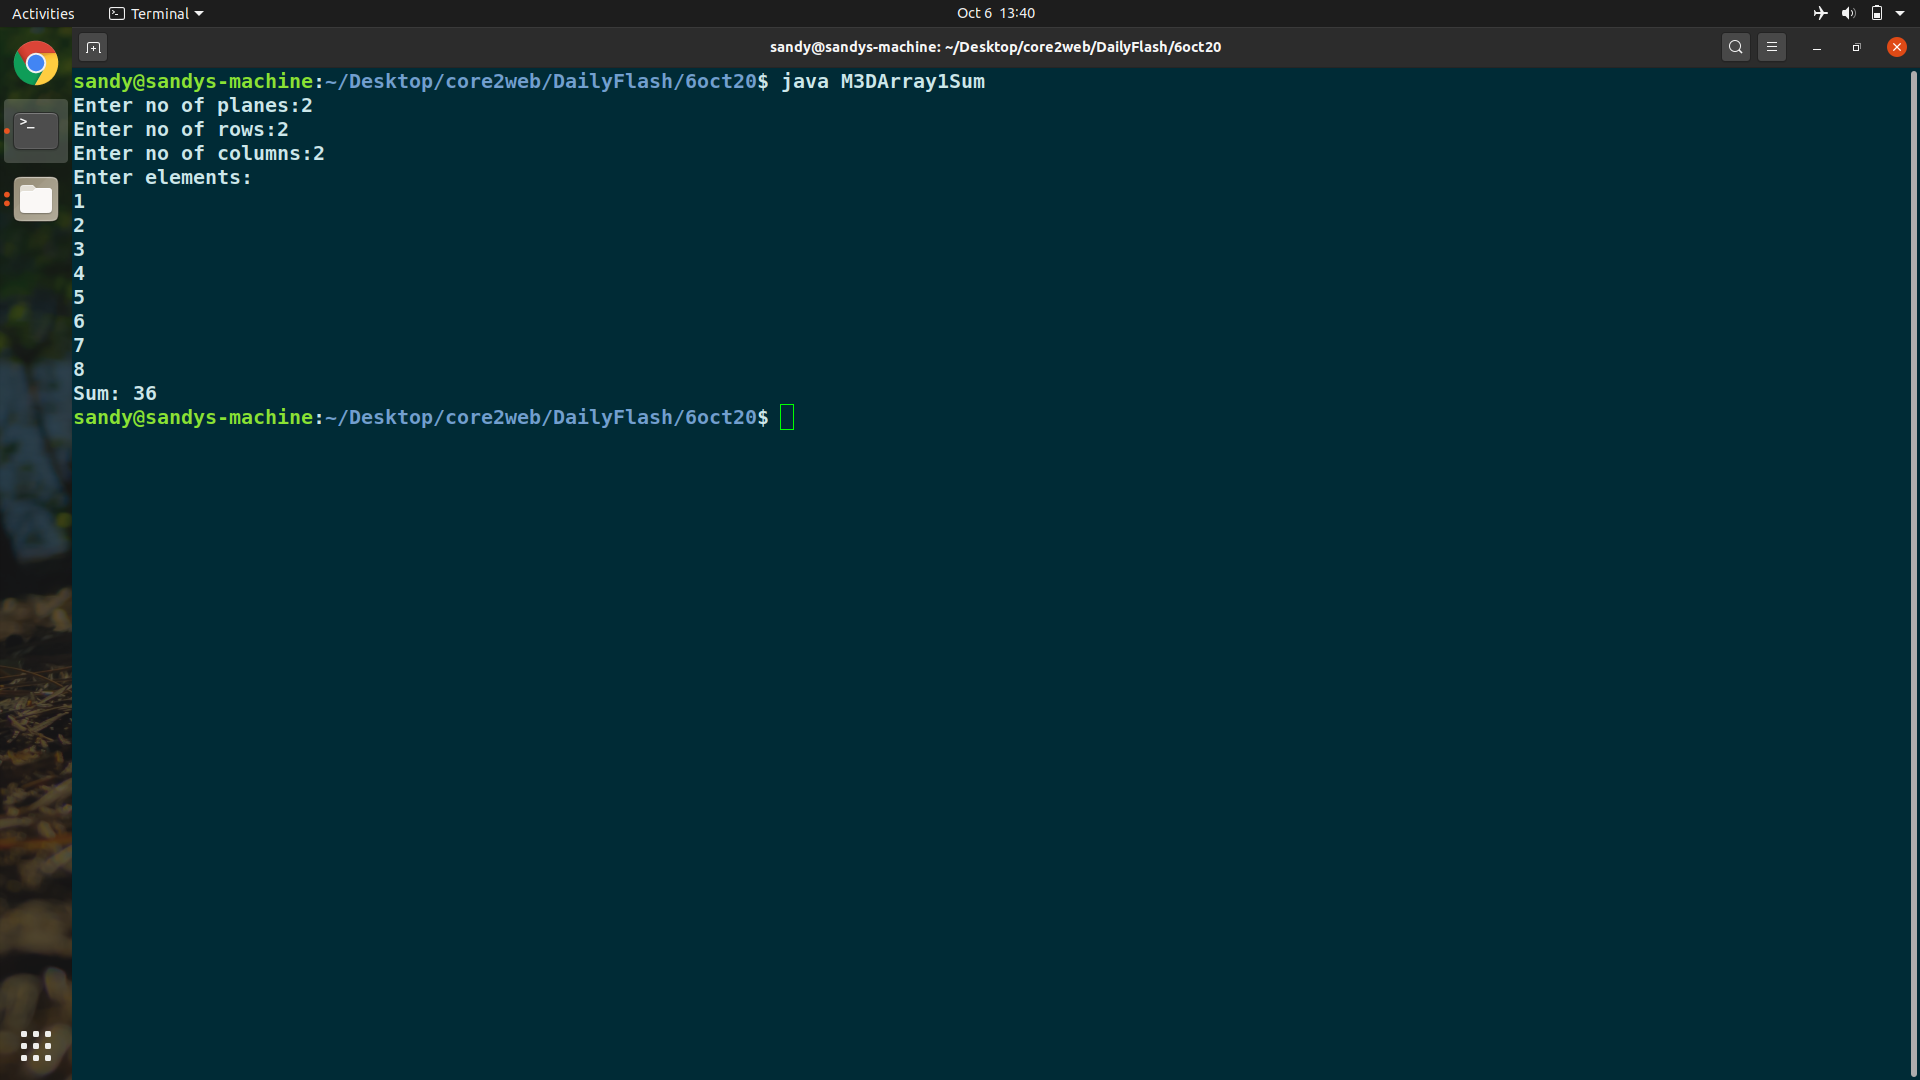 Activities
Terminal
Oct 6 13:40
sandy@sandys-machine: ~/Desktop/core2web/DailyFlash/6oct20
sandy@sandys-machine:~/Desktop/core2web/DailyFlash/6oct20$ java M3DArray1Sum
Enter no of planes:2
Enter no of rows:2
Enter no of columns:2
Enter elements:
1
2
3
4
5
6
7
8
Sum: 36
sandy@sandys-machine:~/Desktop/core2web/DailyFlash/6oct20$